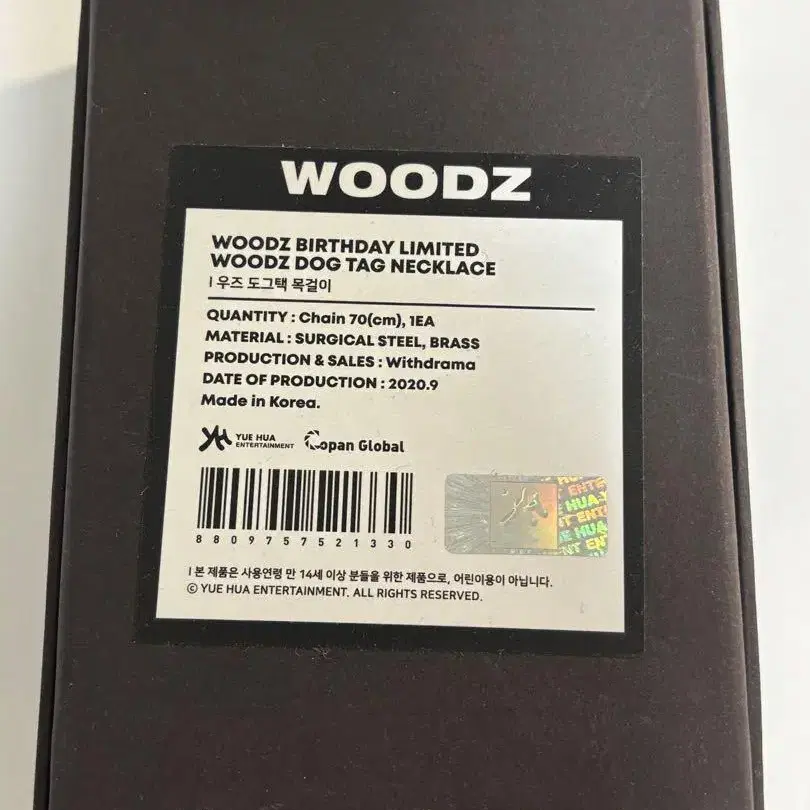 WOODZ
WOODZ BIRTHDAY LIMITED
WOODZ DOG TAG NECKLACE
| 우즈 도그택 목걸이
QUANTITY : Chain 70(cm), 1EA
MATERIAL : SURGICAL STEEL, BRASS
PRODUCTION & SALES : Withdrama
DATE OF PRODUCTION : 2020.9
Made in Korea.
YUE HUA
ENTERTAINMENT
Copan Global
8809757521330
| 본 제품은 사용연령 만 14세 이상 분들을 위한 제품으로, 어린이용이 아닙니다.
© YUE HUA ENTERTAINMENT. ALL RIGHTS RESERVED.